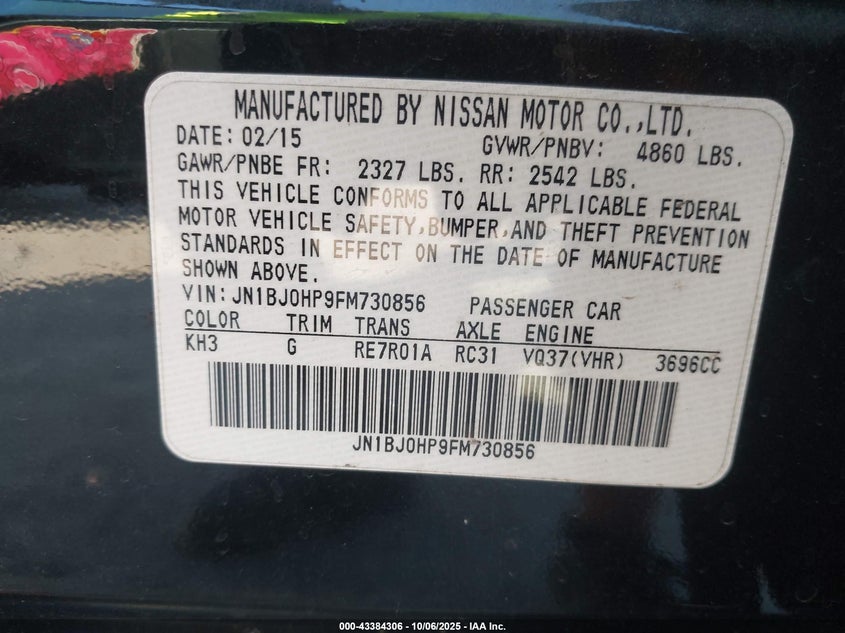 MANUFACTURED BY NISSAN MOTOR CO.,LTD.
DATE: 02/15 GVWR/PNBV: 4860 LBS.
GAWR/PNBE FR: 2327 LBS. RR: 2542 LBS.
THIS VEHICLE CONFORMS TO ALL APPLICABLE FEDERAL
MOTOR VEHICLE SAFETY,BUMPER,AND THEFT PREVENTION
STANDARDS IN EFFECT ON THE DATE OF MANUFACTURE
SHOWN ABOVE.
VIN: JN1BJ0HP9FM730856 PASSENGER CAR
COLOR TRIM TRANS AXLE ENGINE
KH3 G RE7R01A RC31 VQ37(VHR) 3696CC
JN1BJ0HP9FM730856
000-43384306 - 10/06/2025 - IAA Inc.